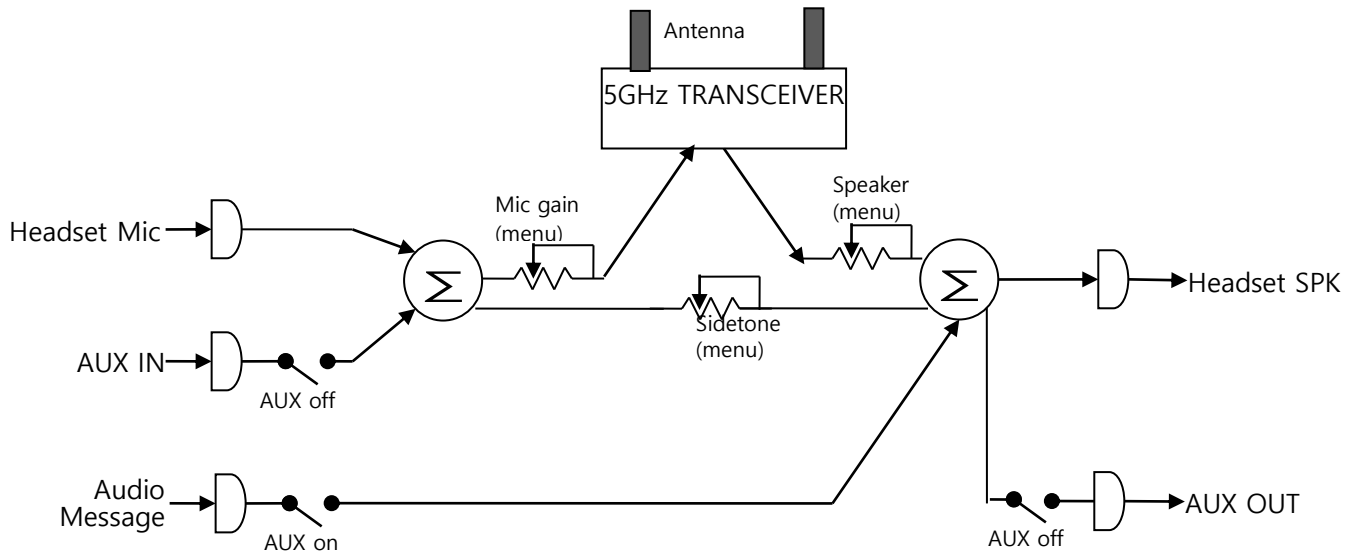 Antenna
5GHz TRANSCEIVER
Speaker
(menu)
Mic gain
(menu)
Headset Mic
Σ
Σ
Headset SPK
Sidetone
(menu)
AUX IN
AUX off
Audio
Message
AUX on
AUX off
AUX OUT